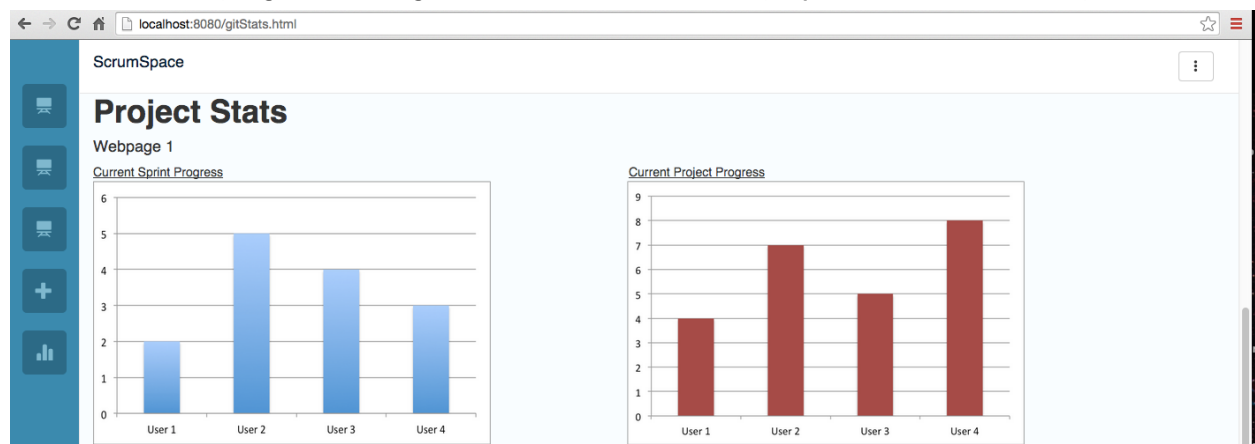 localhost:8080/gitStats.html
ScrumSpace
Project Stats
Webpage 1
Current Sprint Progress
6
5
4
3
2
1
0
User 1 User 2 User 3 User 4
Current Project Progress
9
8
7
6
5
4
3
2
1
0
User 1 User 2 User 3 User 4